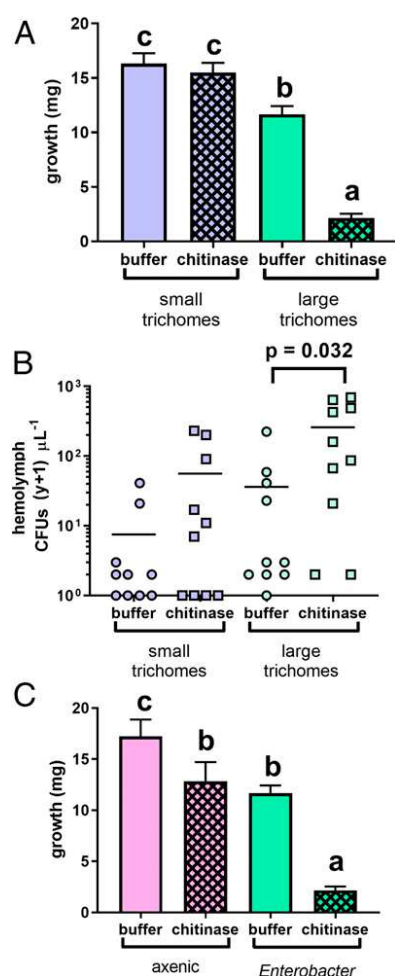 A
growth (mg)
20
15
10
5
0
c
c
b
a
buffer chitinase buffer chitinase
small trichomes
large trichomes
B
p = 0.032
hemolymph
CFUs (y+1) μL⁻¹
10³
10²
10¹
10⁰
buffer chitinase buffer chitinase
small trichomes
large trichomes
C
growth (mg)
20
15
10
5
0
c
b
b
a
buffer chitinase buffer chitinase
axenic
Enterobacter